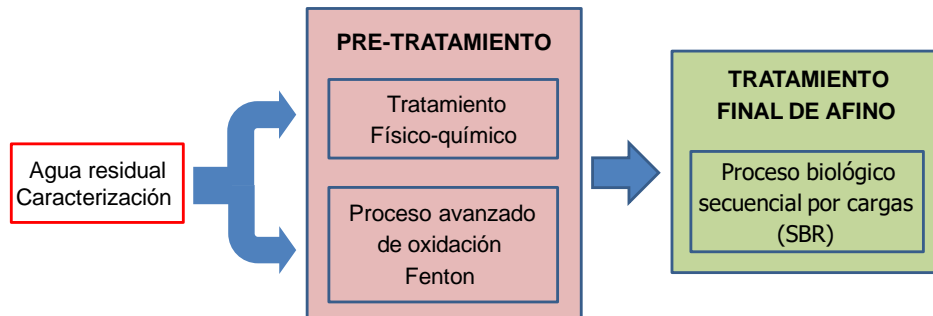 Agua residual
Caracterización
PRE-TRATAMIENTO
Tratamiento
Físico-químico
Proceso avanzado
de oxidación
Fenton
TRATAMIENTO
FINAL DE AFINO
Proceso biológico
secuencial por cargas
(SBR)